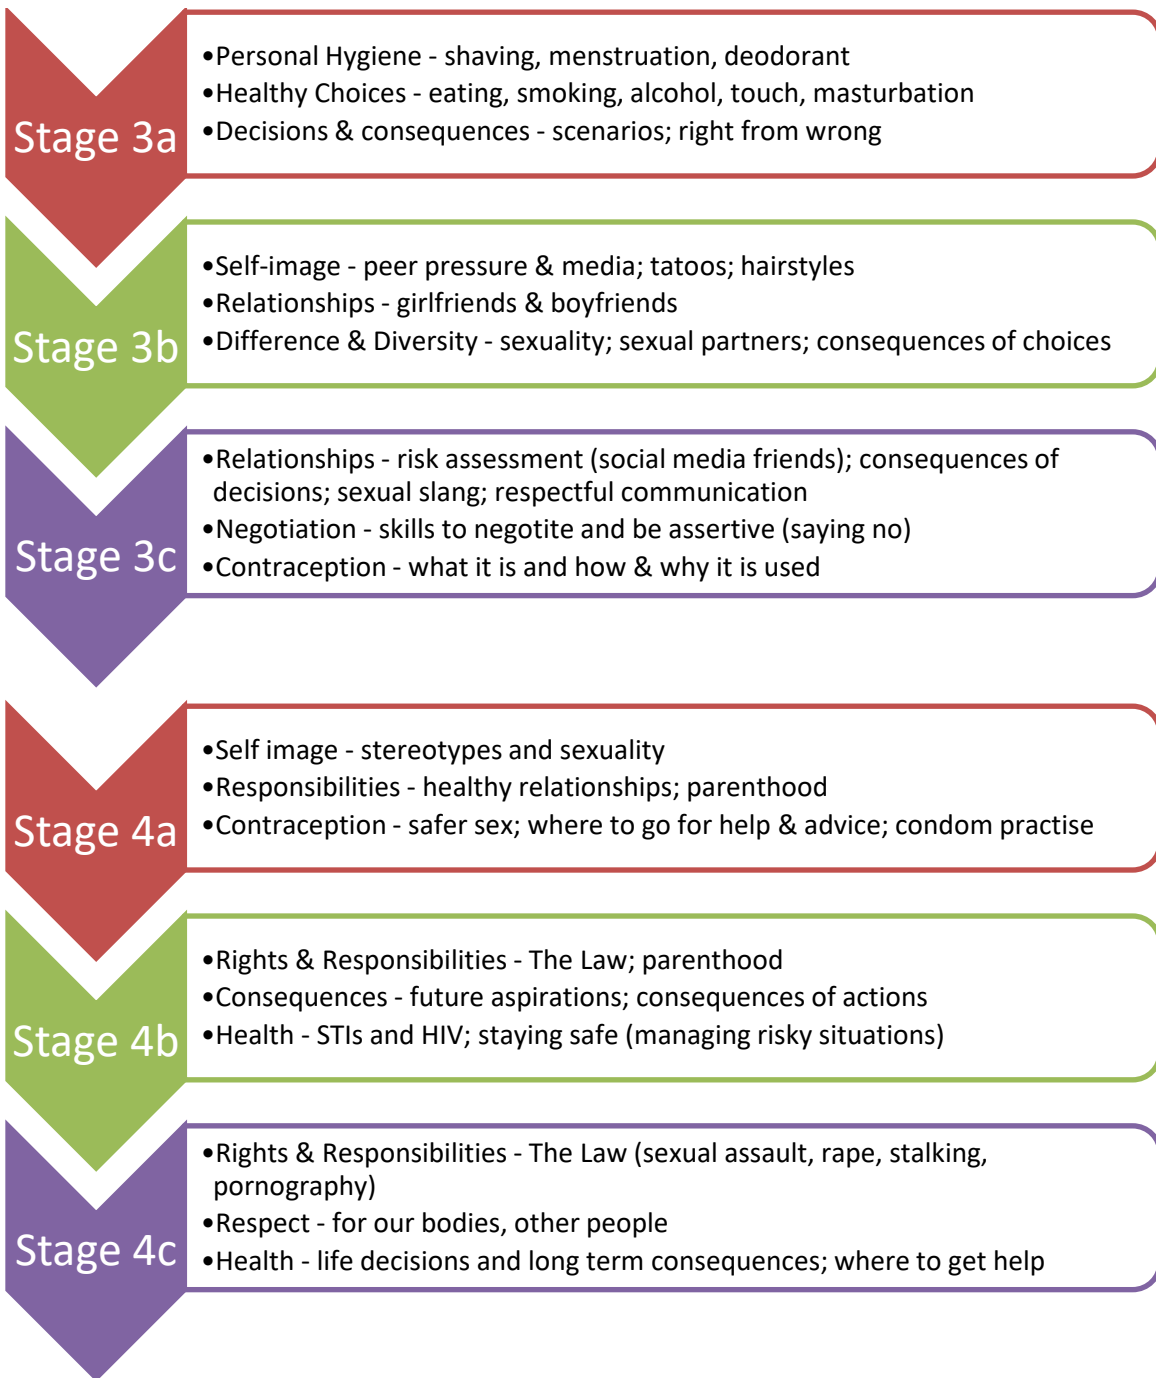 Stage 3a
•Personal Hygiene - shaving, menstruation, deodorant
•Healthy Choices - eating, smoking, alcohol, touch, masturbation
•Decisions & consequences - scenarios; right from wrong
Stage 3b
•Self-image - peer pressure & media; tatoos; hairstyles
•Relationships - girlfriends & boyfriends
•Difference & Diversity - sexuality; sexual partners; consequences of choices
Stage 3c
•Relationships - risk assessment (social media friends); consequences of
decisions; sexual slang; respectful communication
•Negotiation - skills to negotite and be assertive (saying no)
•Contraception - what it is and how & why it is used
Stage 4a
•Self image - stereotypes and sexuality
•Responsibilities - healthy relationships; parenthood
•Contraception - safer sex; where to go for help & advice; condom practise
Stage 4b
•Rights & Responsibilities - The Law; parenthood
•Consequences - future aspirations; consequences of actions
•Health - STIs and HIV; staying safe (managing risky situations)
Stage 4c
•Rights & Responsibilities - The Law (sexual assault, rape, stalking,
pornography)
•Respect - for our bodies, other people
•Health - life decisions and long term consequences; where to get help